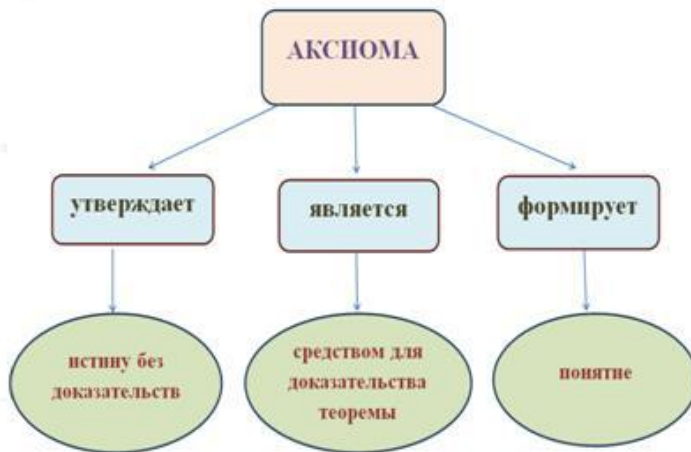 АКСИОМА
утверждает
является
формирует
истину без
доказательств
средством для
доказательства
теоремы
понятие